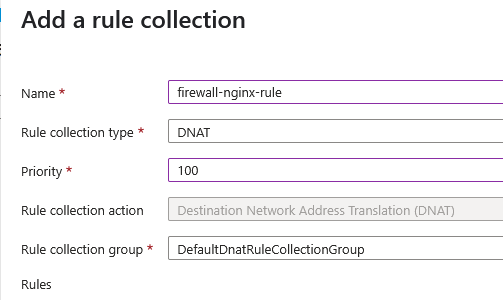 Add a rule collection
Name * firewall-nginx-rule
Rule collection type * DNAT
Priority * 100
Rule collection action Destination Network Address Translation (DNAT)
Rule collection group * DefaultDnatRuleCollectionGroup
Rules